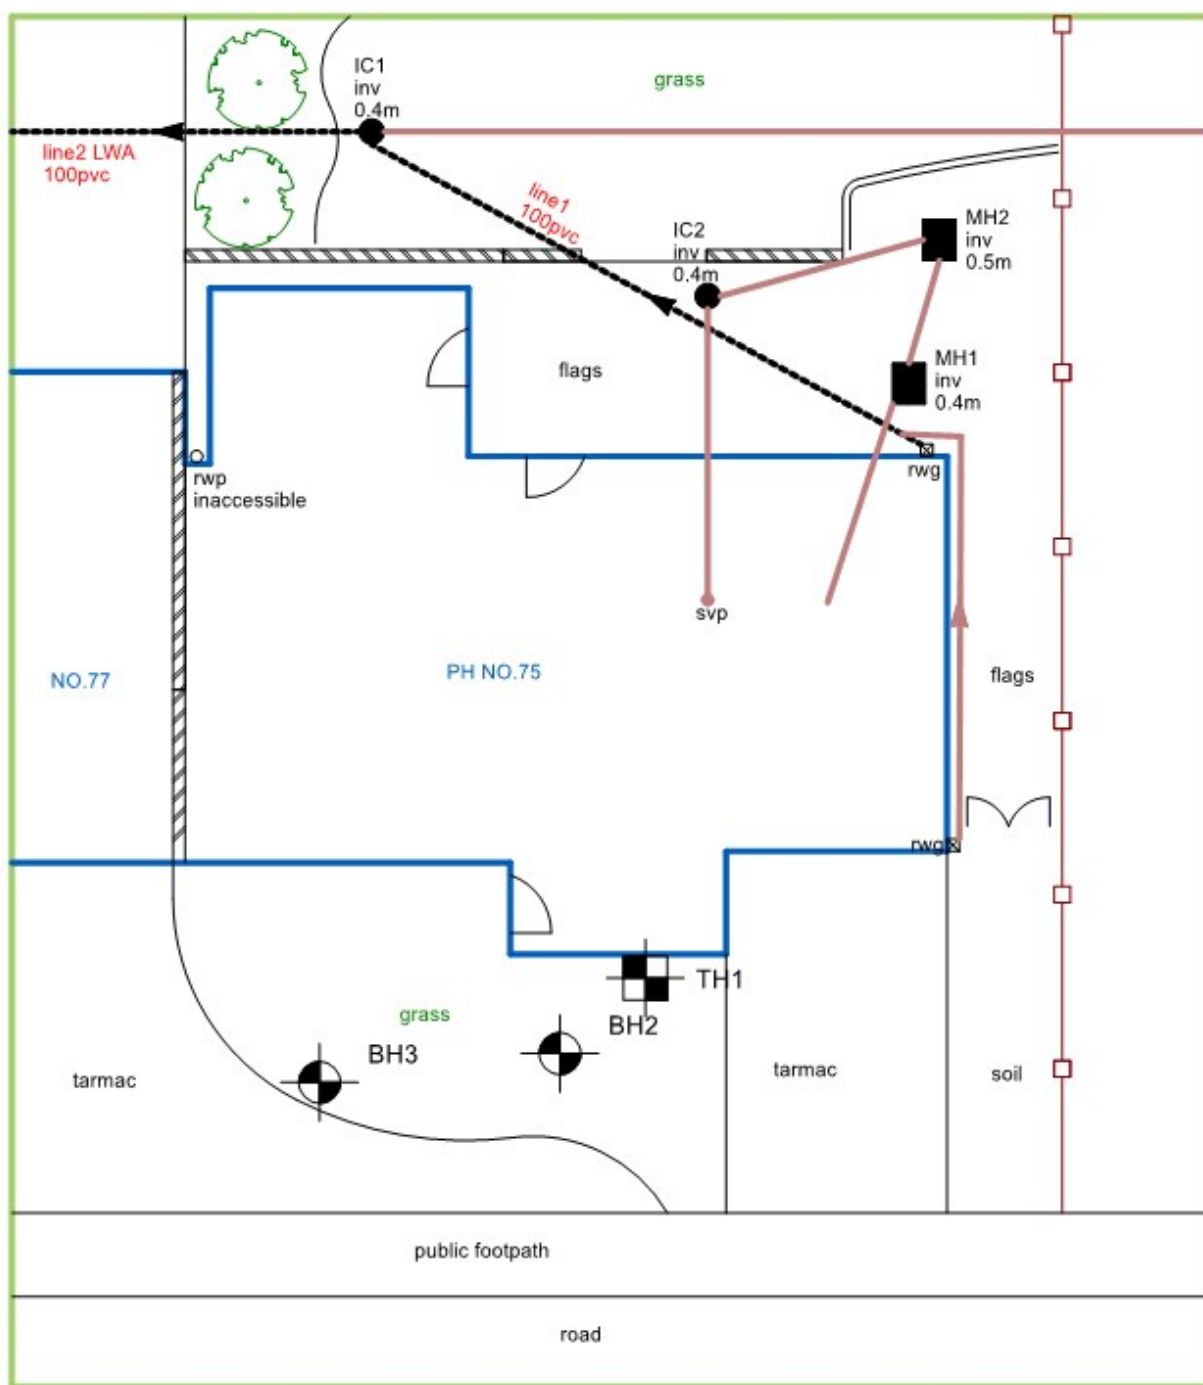 IC1
inv
0.4m
grass
line2 LWA
100pvc
line1
100pvc
IC2
inv
0.4m
MH2
inv
0.5m
MH1
inv
0.4m
flags
rwg
rwp
inaccessible
svp
NO.77
PH NO.75
flags
rwg
TH1
BH2
grass
BH3
tarmac
tarmac
soil
public footpath
road